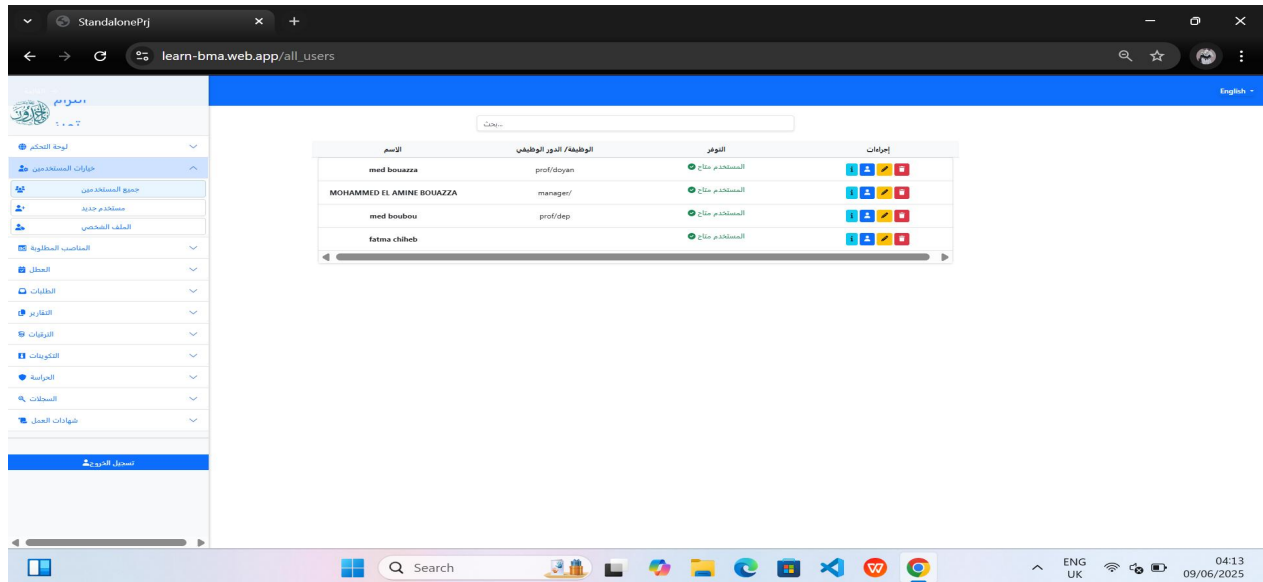 StandalonePrj
learn-bma.web.app/all_users
English
لوحة التحكم
خيارات المستخدمين
جميع المستخدمين
مستخدم جديد
الملف الشخصي
المناصب المطلوبة
العطل
الطلبات
التقارير
الترقيات
التكوينات
الحراسة
السجلات
شهادات العمل
تسجيل الخروج
بحث...
الاسم الوظيفة/ الدور الوظيفي التوفر إجراءات
med bouazza prof/doyan المستخدم متاح
MOHAMMED EL AMINE BOUAZZA manager/ المستخدم متاح
med boubou prof/dep المستخدم متاح
fatma chiheb المستخدم متاح
Search
ENG
UK
04:13
09/06/2025